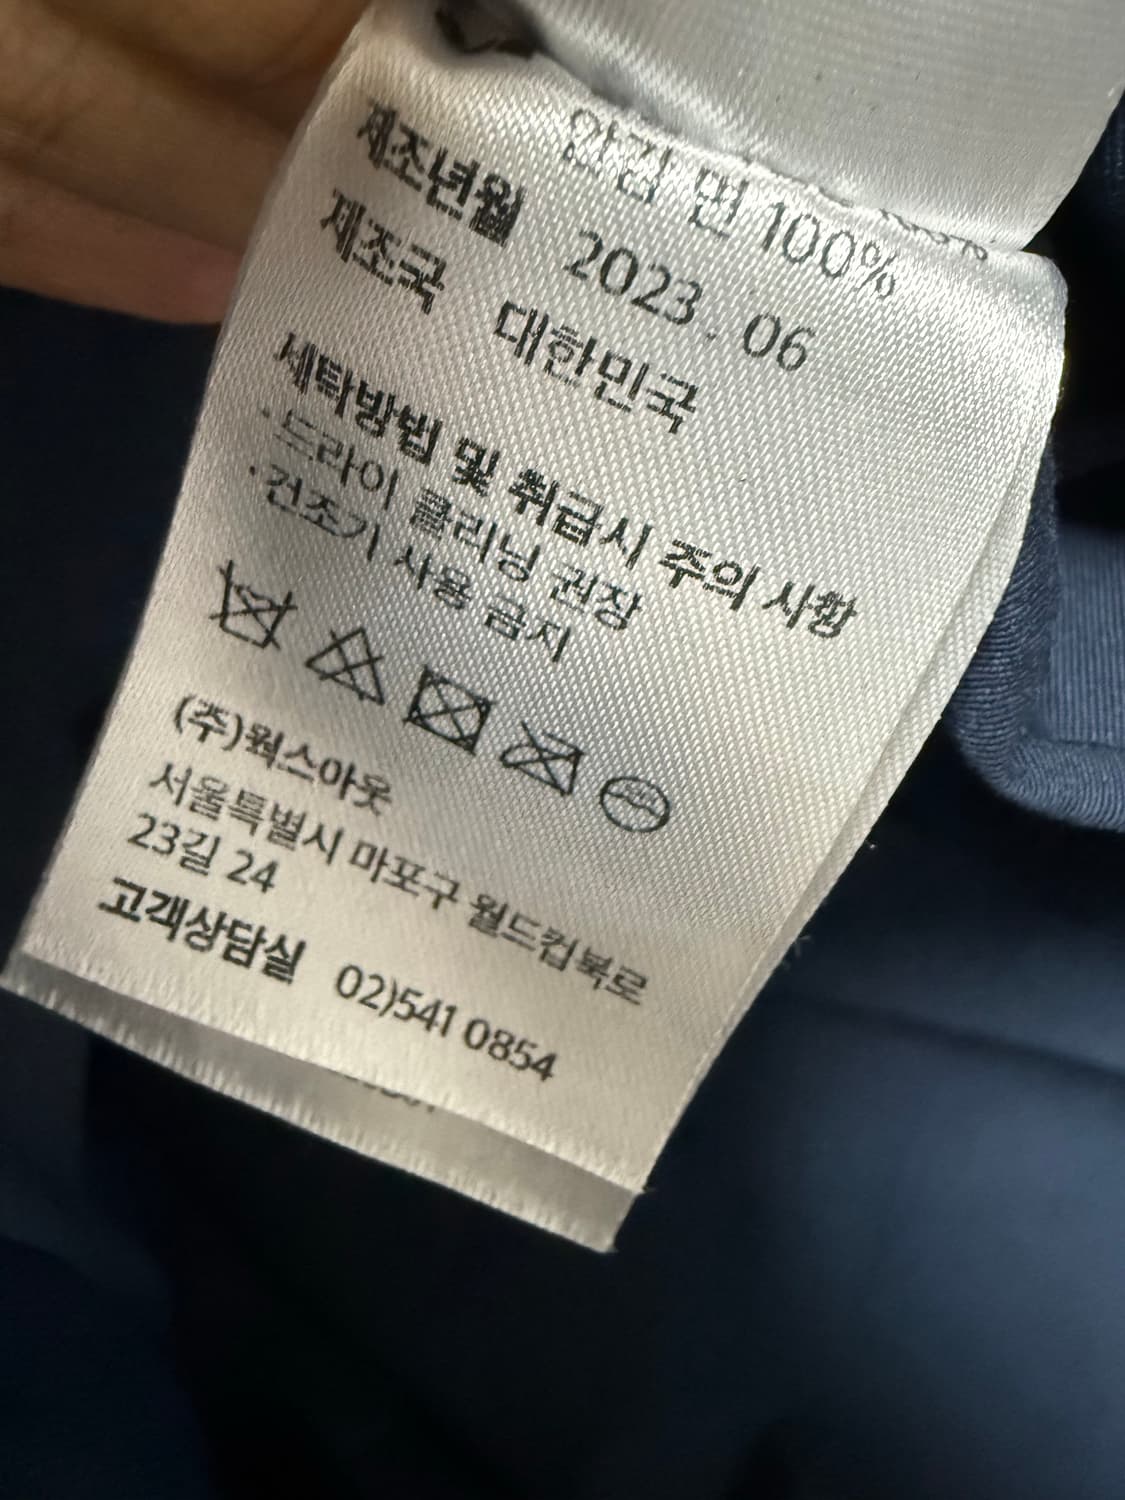 안감 면 100%
제조년월 2023. 06
제조국 대한민국
세탁방법 및 취급시 주의 사항
· 드라이 클리닝 권장
· 건조기 사용 금지
(주)웍스아웃
서울특별시 마포구 월드컵북로
23길 24
고객상담실 02)541 0854